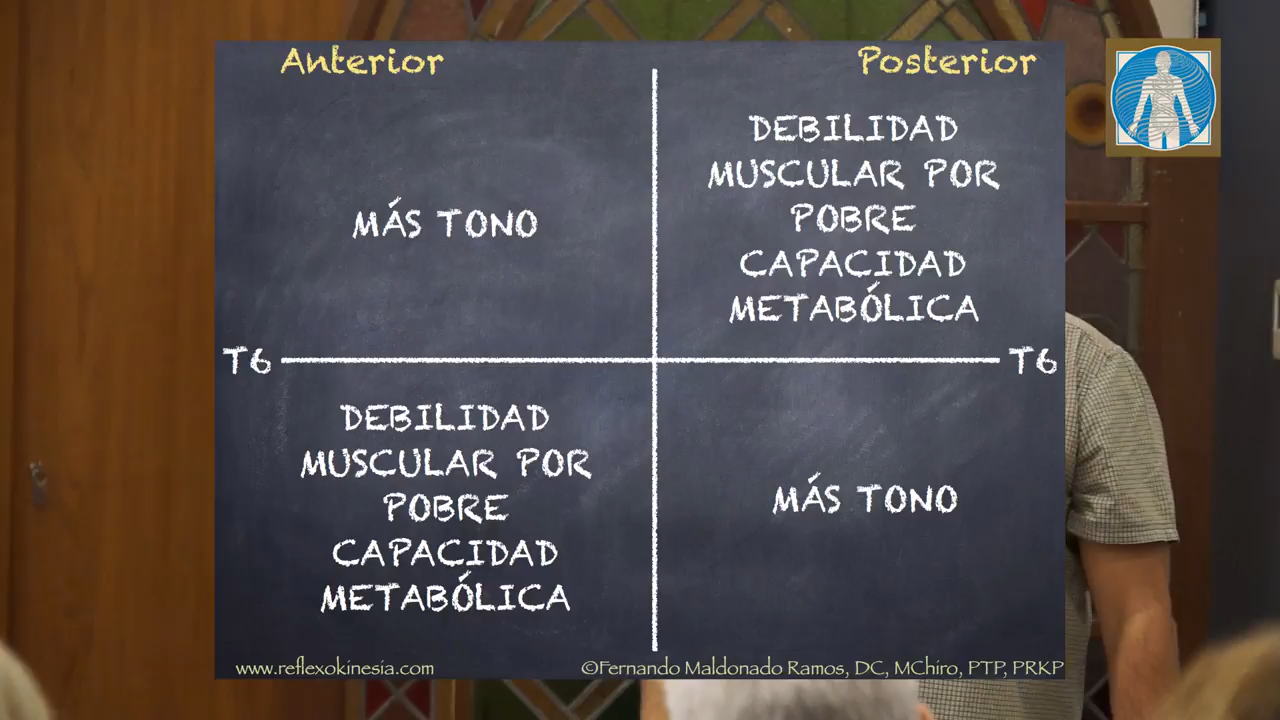 Anterior
Posterior
MÁS TONO
DEBILIDAD
MUSCULAR POR
POBRE
CAPACIDAD
METABÓLICA
T6
T6
DEBILIDAD
MUSCULAR POR
POBRE
CAPACIDAD
METABÓLICA
MÁS TONO
www.reflexokinesia.com
©Fernando Maldonado Ramos, DC, MChiro, PTP, PRKP